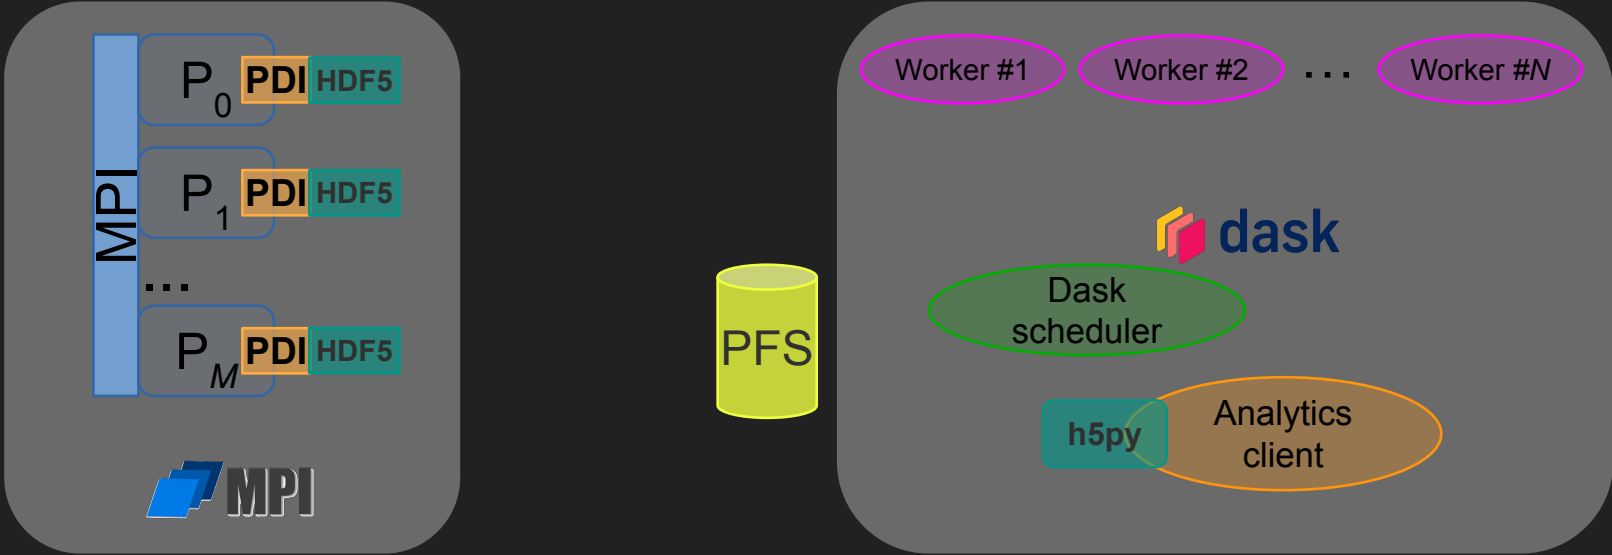 MPI
P0 PDI HDF5
P1 PDI HDF5
...
PM PDI HDF5
MPI
PFS
Worker #1 Worker #2 ... Worker #N
dask
Dask
scheduler
h5py
Analytics
client